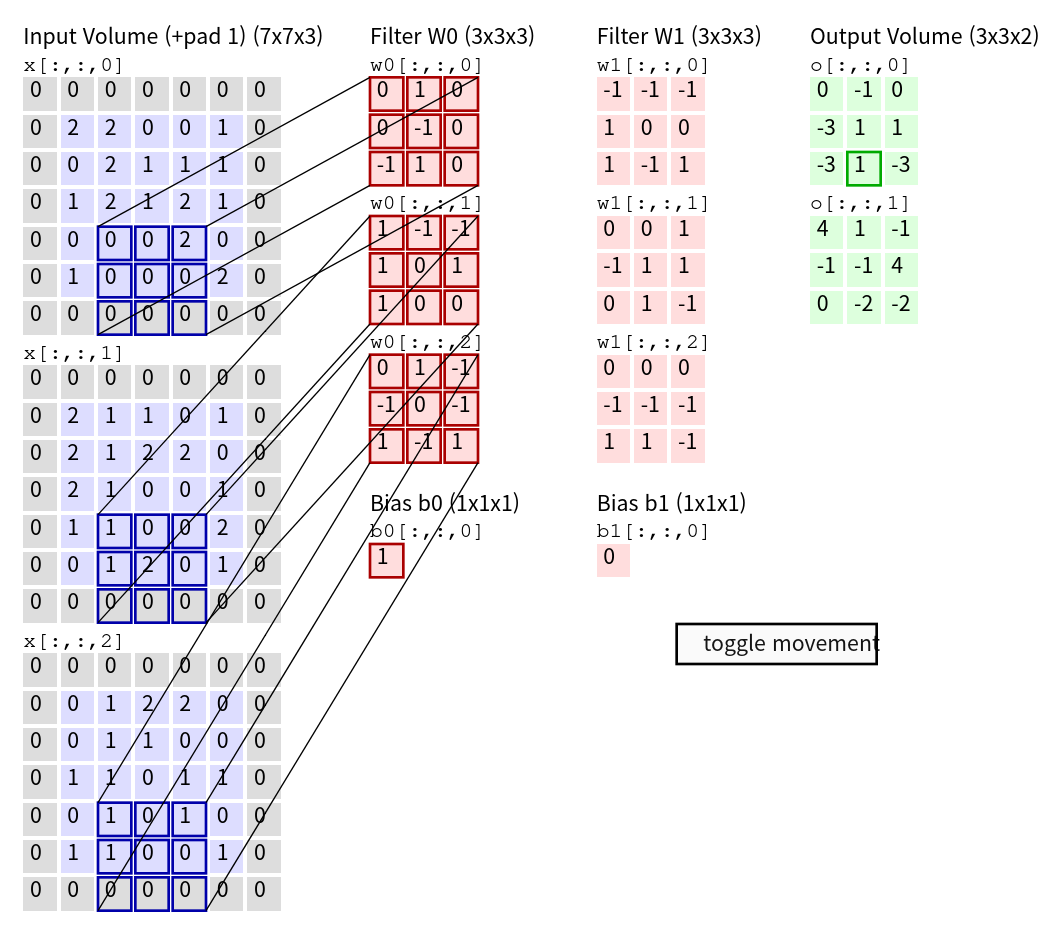 Input Volume (+pad 1) (7x7x3)
x[:,:,0]
0 0 0 0 0 0 0
0 2 2 0 0 1 0
0 0 2 1 1 1 0
0 1 2 1 2 1 0
0 0 0 0 2 0 0
0 1 0 0 0 2 0
0 0 0 0 0 0 0
x[:,:,1]
0 0 0 0 0 0 0
0 2 1 1 0 1 0
0 2 1 2 2 0 0
0 2 1 0 0 1 0
0 1 1 0 0 2 0
0 0 1 2 0 1 0
0 0 0 0 0 0 0
x[:,:,2]
0 0 0 0 0 0 0
0 0 1 2 2 0 0
0 0 1 1 0 0 0
0 1 1 0 1 1 0
0 0 1 0 1 0 0
0 1 1 0 0 1 0
0 0 0 0 0 0 0
Filter W0 (3x3x3)
w0[:,:,0]
0 1 0
0 -1 0
-1 1 0
w0[:,:,1]
1 -1 -1
1 0 1
1 0 0
w0[:,:,2]
0 1 -1
-1 0 -1
1 -1 1
Bias b0 (1x1x1)
b0[:,:,0]
1
Filter W1 (3x3x3)
w1[:,:,0]
-1 -1 -1
1 0 0
1 -1 1
w1[:,:,1]
0 0 1
-1 1 1
0 1 -1
w1[:,:,2]
0 0 0
-1 -1 -1
1 1 -1
Bias b1 (1x1x1)
b1[:,:,0]
0
Output Volume (3x3x2)
o[:,:,0]
0 -1 0
-3 1 1
-3 1 -3
o[:,:,1]
4 1 -1
-1 -1 4
0 -2 -2
toggle movement